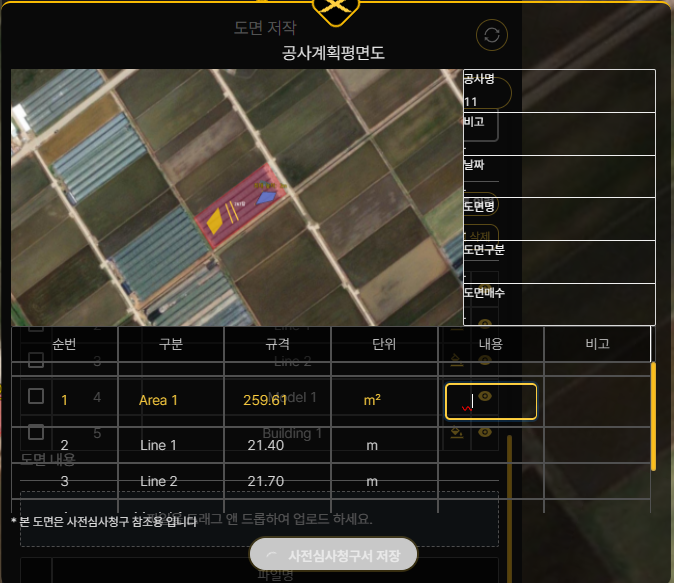 도면 저작
공사계획평면도
공사명
11
비고
-
날짜
도면명
삭제
도면구분
-
도면매수
-
순번 구분 규격 단위 내용 비고
3 Line 2
1 Area 1 259.61 m²
4 Model 1
5 Building 1
2 Line 1 21.40 m
도면 내용
3 Line 2 21.70 m
* 본 도면은 사전심사청구 참조용 입니다
드래그 앤 드롭하여 업로드 하세요.
사전심사청구서 저장
파일명